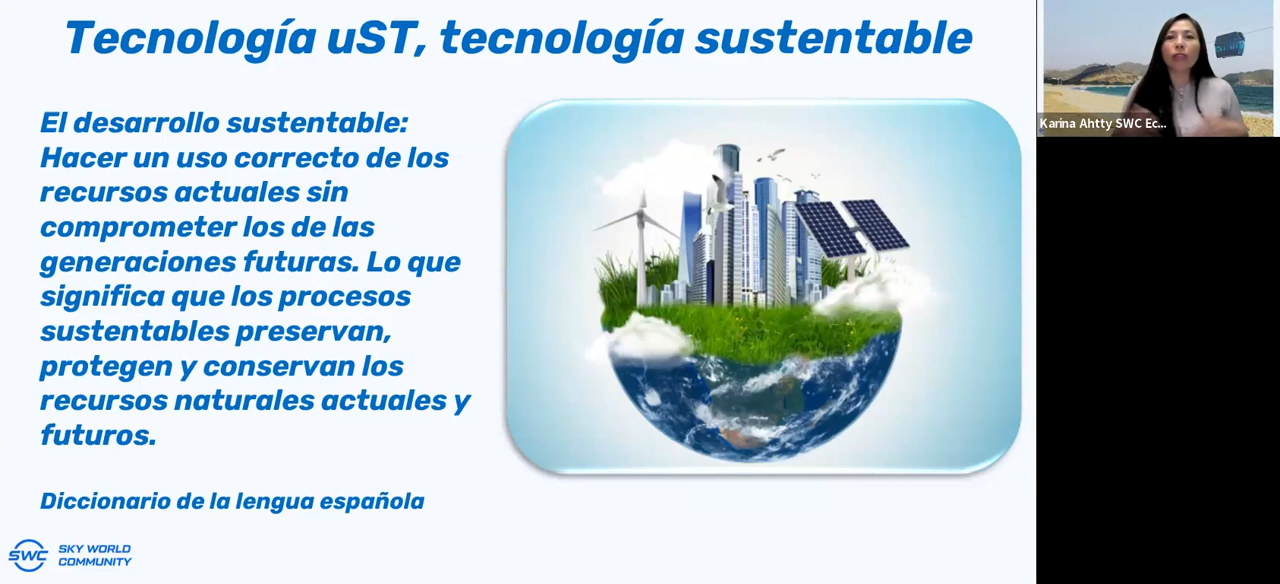 Tecnología uST, tecnología sustentable
El desarrollo sustentable:
Hacer un uso correcto de los
recursos actuales sin
comprometer los de las
generaciones futuras. Lo que
significa que los procesos
sustentables preservan,
protegen y conservan los
recursos naturales actuales y
futuros.
Diccionario de la lengua española
SWC SKY WORLD
COMMUNITY
Karina Ahtty SWC Ec...